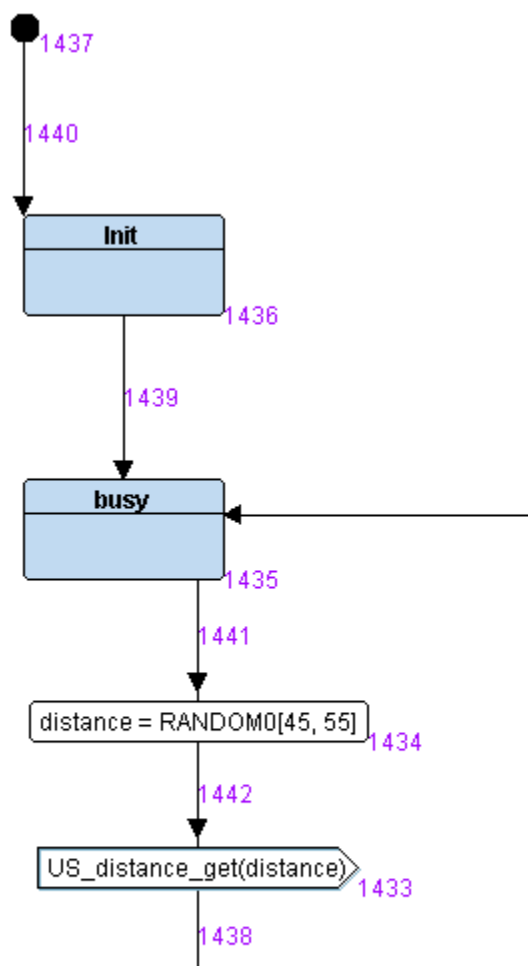 1437
1440
Init
1436
1439
busy
1435
1441
distance = RANDOM0[45, 55]
1434
1442
US_distance_get(distance)
1433
1438